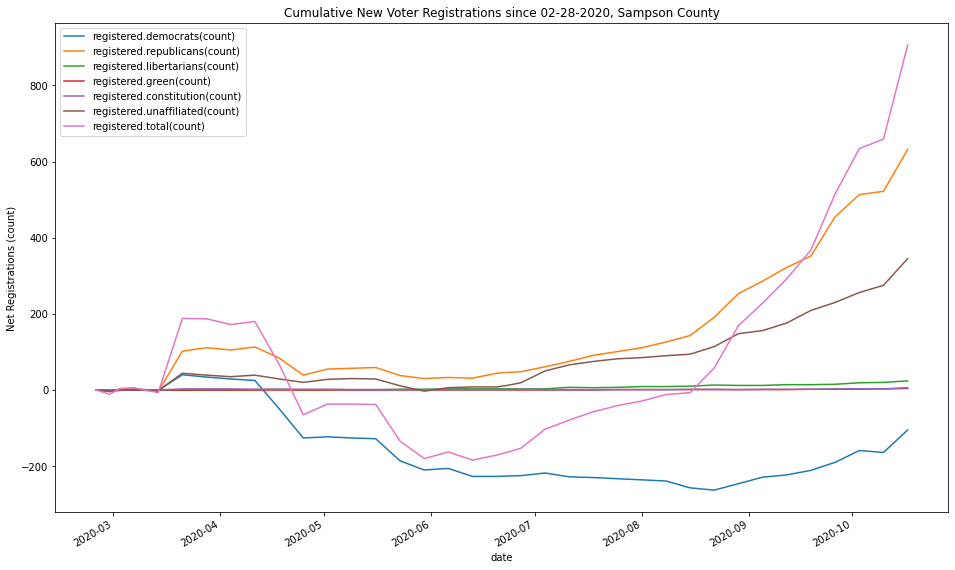 Cumulative New Voter Registrations since 02-28-2020, Sampson County
registered.democrats(count)
registered.republicans(count)
registered.libertarians(count)
registered.green(count)
registered.constitution(count)
registered.unaffiliated(count)
registered.total(count)
Net Registrations (count)
800
600
400
200
0
−200
2020-03
2020-04
2020-05
2020-06
2020-07
2020-08
2020-09
2020-10
date